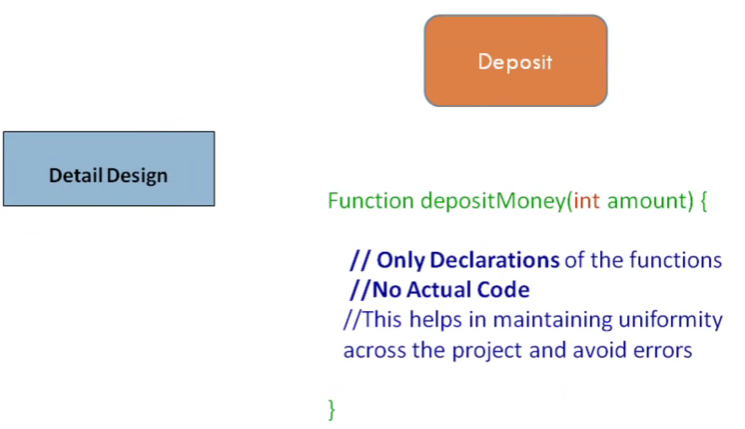 Deposit
Detail Design
Function depositMoney(int amount) {
// Only Declarations of the functions
//No Actual Code
//This helps in maintaining uniformity
across the project and avoid errors
}